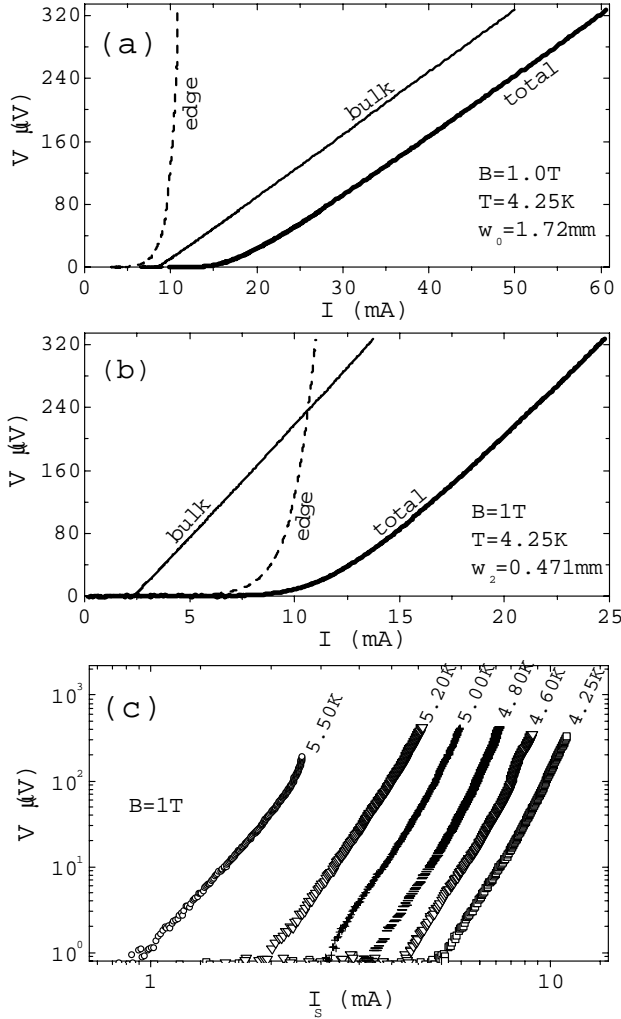 (a)
320
240
160
80
0
V (μV)
edge
bulk
total
B=1.0T
T=4.25K
w₀=1.72mm
0 10 20 30 40 50 60
I (mA)
(b)
320
240
160
80
0
V (μV)
bulk
edge
total
B=1T
T=4.25K
w₂=0.471mm
0 5 10 15 20 25
I (mA)
(c)
10³
10²
10¹
10⁰
V (μV)
5.50K
5.20K
5.00K
4.80K
4.60K
4.25K
B=1T
1 10
Iₛ (mA)